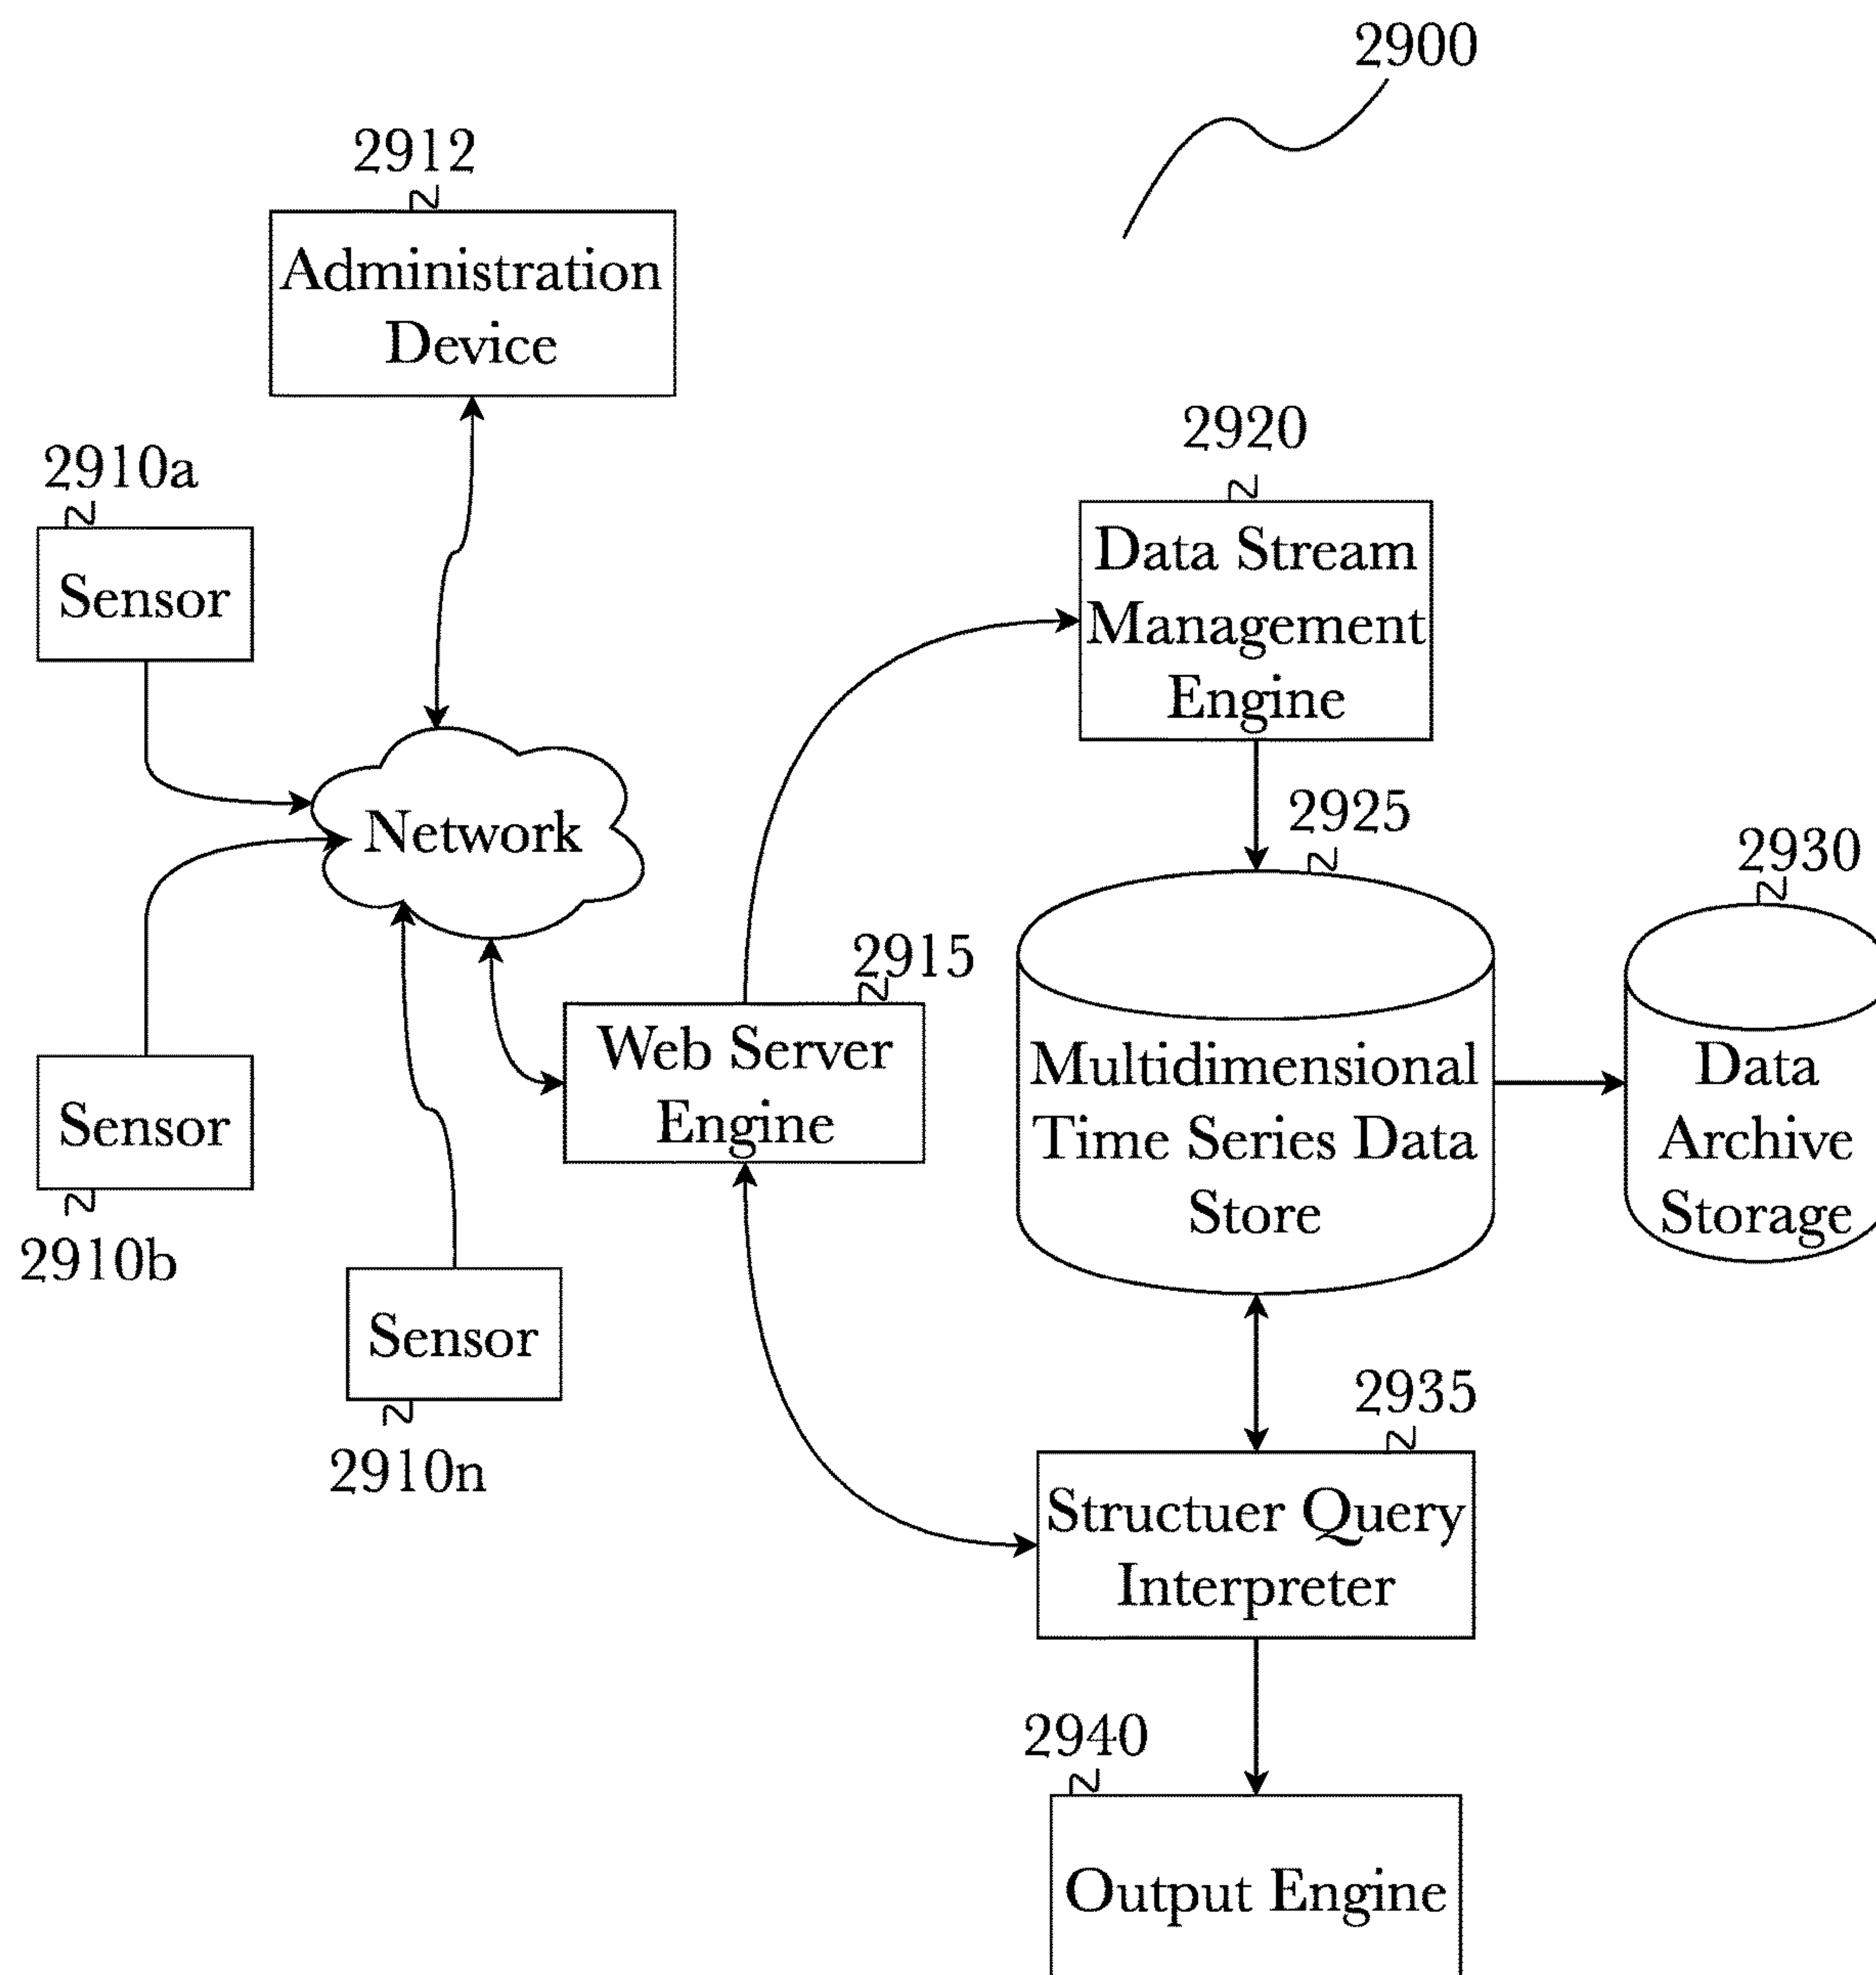 2900
2912
Administration
Device
2910a
Sensor
2920
Data Stream
Management
Engine
Network
2925
2930
2915
Web Server
Engine
Multidimensional
Time Series Data
Store
Data
Archive
Storage
Sensor
2910b
Sensor
2910n
2935
Structuer Query
Interpreter
2940
Output Engine